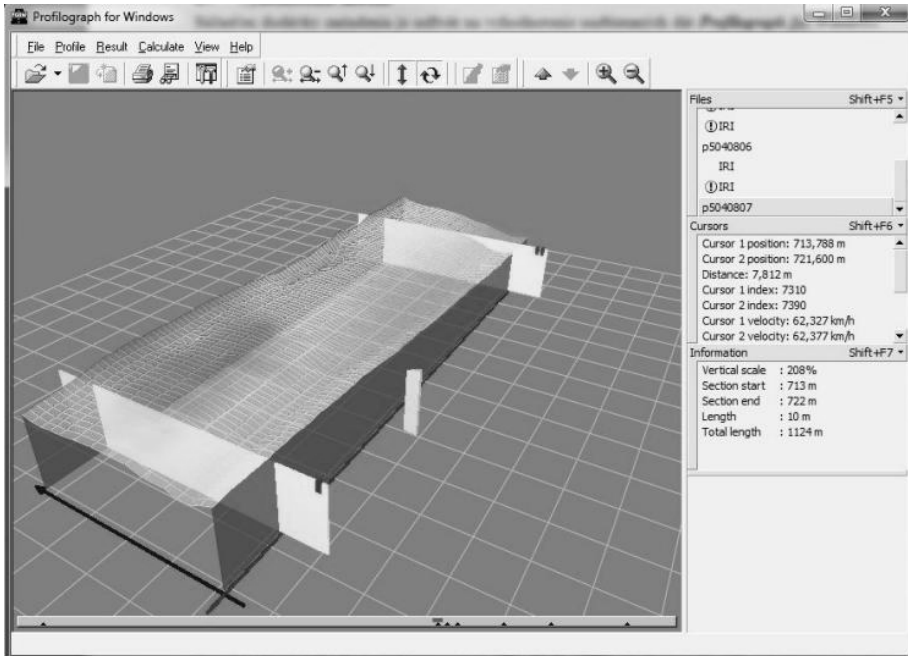 Profilograph for Windows
File Profile Result Calculate View Help
Files Shift+F5
IRI
IRI
p5040806
IRI
IRI
p5040807
Cursors Shift+F6
Cursor 1 position: 713,788 m
Cursor 2 position: 721,600 m
Distance: 7,812 m
Cursor 1 index: 7310
Cursor 2 index: 7390
Cursor 1 velocity: 62,327 km/h
Cursor 2 velocity: 62,377 km/h
Information Shift+F7
Vertical scale : 208%
Section start : 713 m
Section end : 722 m
Length : 10 m
Total length : 1124 m